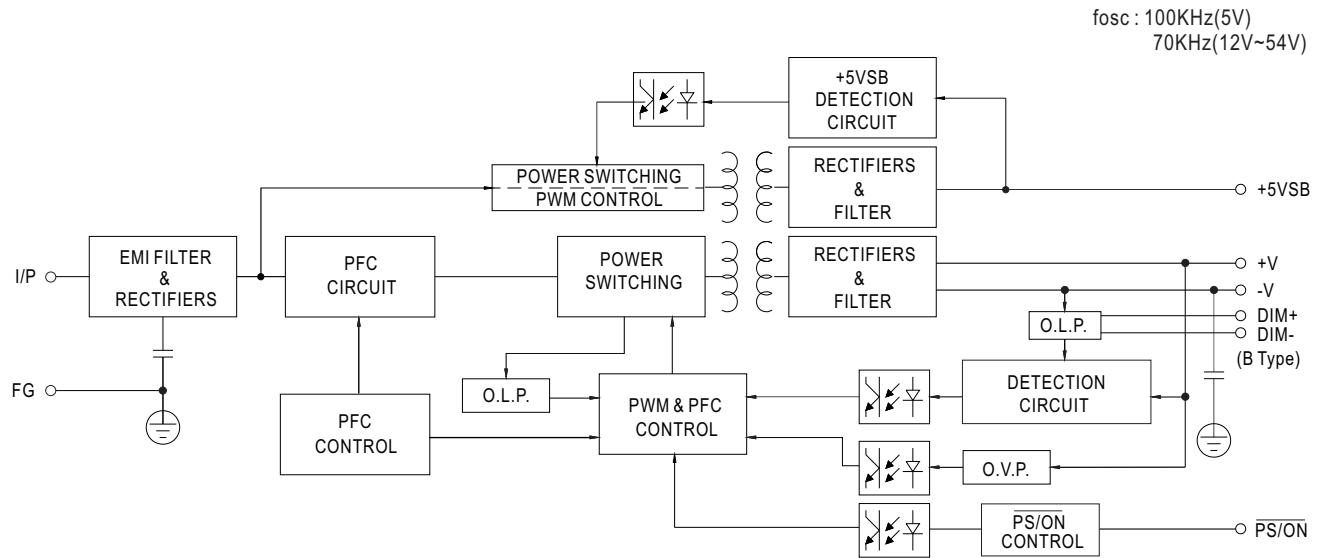 fosc : 100KHz(5V)
70KHz(12V~54V)
+5VSB
DETECTION
CIRCUIT
POWER SWITCHING
PWM CONTROL
RECTIFIERS
&
FILTER
+5VSB
I/P
EMI FILTER
&
RECTIFIERS
PFC
CIRCUIT
POWER
SWITCHING
RECTIFIERS
&
FILTER
+V
-V
O.L.P.
DIM+
DIM-
(B Type)
FG
O.L.P.
PFC
CONTROL
PWM & PFC
CONTROL
DETECTION
CIRCUIT
O.V.P.
PS/ON
CONTROL
PS/ON